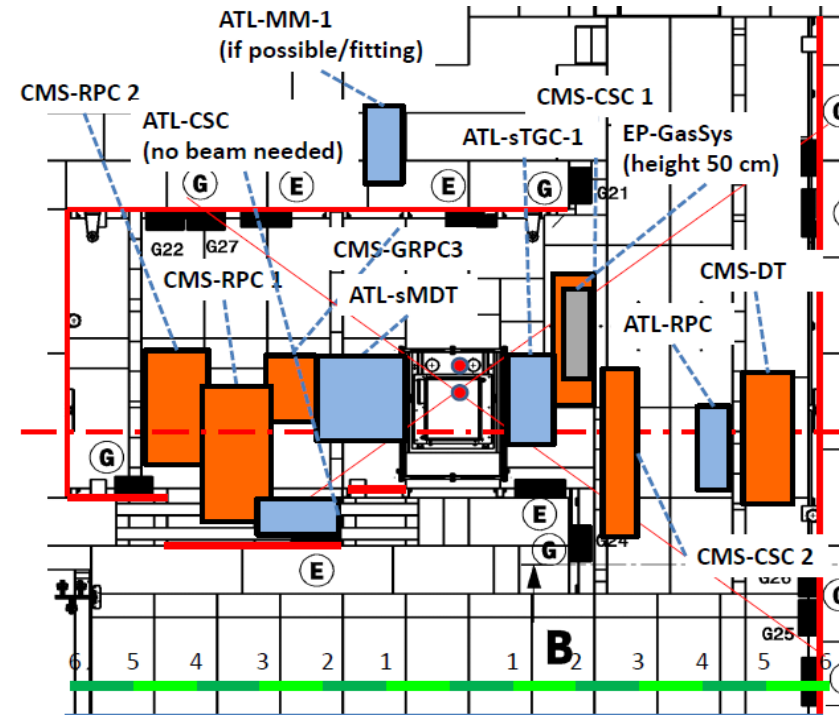 ATL-MM-1
(if possible/fitting)
CMS-RPC 2
ATL-CSC
(no beam needed)
CMS-CSC 1
ATL-sTGC-1
EP-GasSys
(height 50 cm)
G
E
E
G
G21
G22
G27
CMS-GRPC3
CMS-RPC 1
ATL-sMDT
CMS-DT
ATL-RPC
G
E
G
G24
E
CMS-CSC 2
G26
G25
B
6
5
4
3
2
1
1
2
3
4
5
6